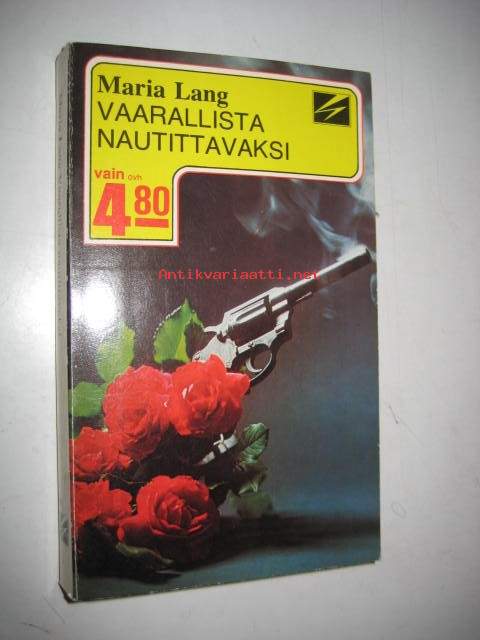 Maria Lang
VAARALLISTA
NAUTITTAVAKSI
vain ovh
4 80
Antikvariaatti.net